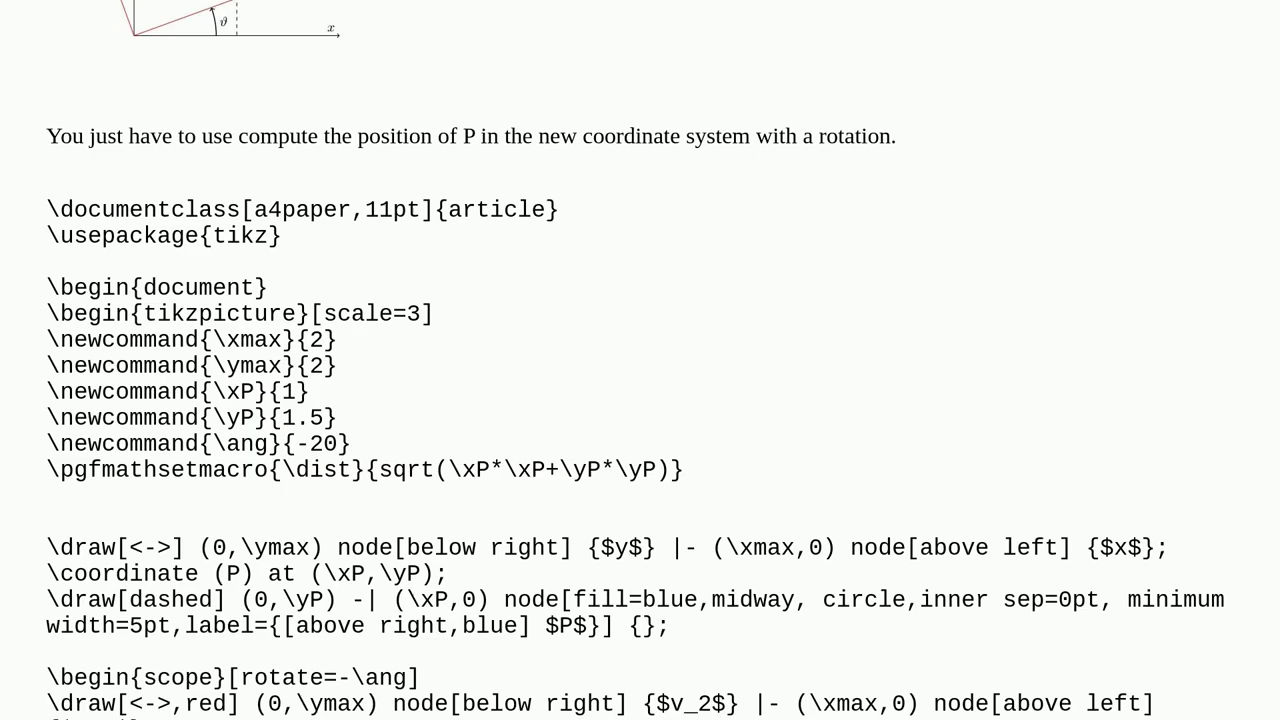 ϑ
x
You just have to use compute the position of P in the new coordinate system with a rotation.
\documentclass[a4paper,11pt]{article}
\usepackage{tikz}
\begin{document}
\begin{tikzpicture}[scale=3]
\newcommand{\xmax}{2}
\newcommand{\ymax}{2}
\newcommand{\xP}{1}
\newcommand{\yP}{1.5}
\newcommand{\ang}{-20}
\pgfmathsetmacro{\dist}{sqrt(\xP*\xP+\yP*\yP)}
\draw[<->] (0,\ymax) node[below right] {$y$} |- (\xmax,0) node[above left] {$x$};
\coordinate (P) at (\xP,\yP);
\draw[dashed] (0,\yP) -| (\xP,0) node[fill=blue,midway, circle,inner sep=0pt, minimum
width=5pt,label={[above right,blue] $P$}] {};
\begin{scope}[rotate=-\ang]
\draw[<->,red] (0,\ymax) node[below right] {$v_2$} |- (\xmax,0) node[above left]